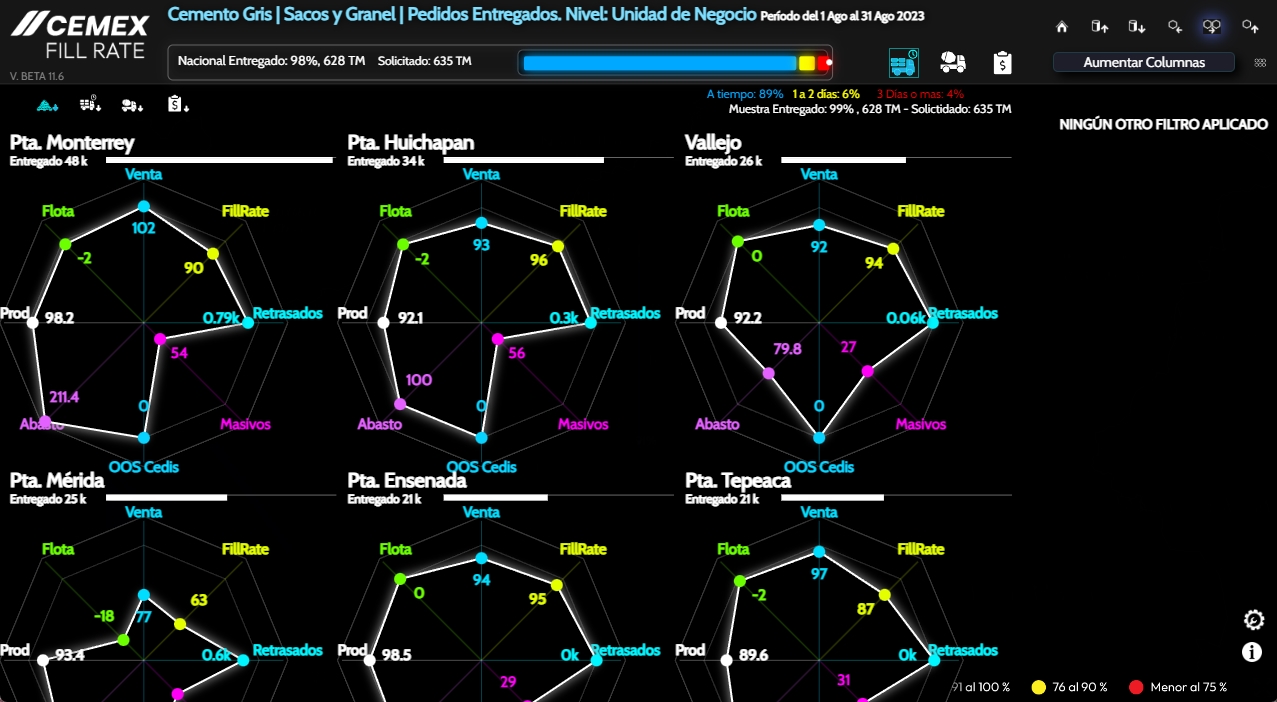 CEMEX
FILL RATE
V. BETA 11.6
Cemento Gris | Sacos y Granel | Pedidos Entregados. Nivel: Unidad de Negocio Período del 1 Ago al 31 Ago 2023
Nacional Entregado: 98%, 628 TM Solicitado: 635 TM
Aumentar Columnas
A tiempo: 89% 1 a 2 días: 6% 3 Días o mas: 4%
Muestra Entregado: 99% , 628 TM - Solictidado: 635 TM
NINGÚN OTRO FILTRO APLICADO
Pta. Monterrey
Entregado 48 k
Venta
Flota
FillRate
102
-2
90
Prod
98.2
0.79k
Retrasados
54
211.4
0
Abasto
Masivos
OOS Cedis
Pta. Huichapan
Entregado 34 k
Venta
Flota
FillRate
93
-2
96
Prod
92.1
0.3k
Retrasados
56
100
0
Abasto
Masivos
OOS Cedis
Vallejo
Entregado 26 k
Venta
Flota
FillRate
92
0
94
Prod
92.2
0.06k
Retrasados
79.8
27
0
Abasto
Masivos
OOS Cedis
Pta. Mérida
Entregado 25 k
Venta
Flota
FillRate
-18
77
63
Prod
93.4
0.6k
Retrasados
Pta. Ensenada
Entregado 21 k
Venta
Flota
FillRate
94
0
95
Prod
98.5
0k
Retrasados
29
Pta. Tepeaca
Entregado 21 k
Venta
Flota
FillRate
97
-2
87
Prod
89.6
0k
Retrasados
31
91 al 100 % 76 al 90 % Menor al 75 %